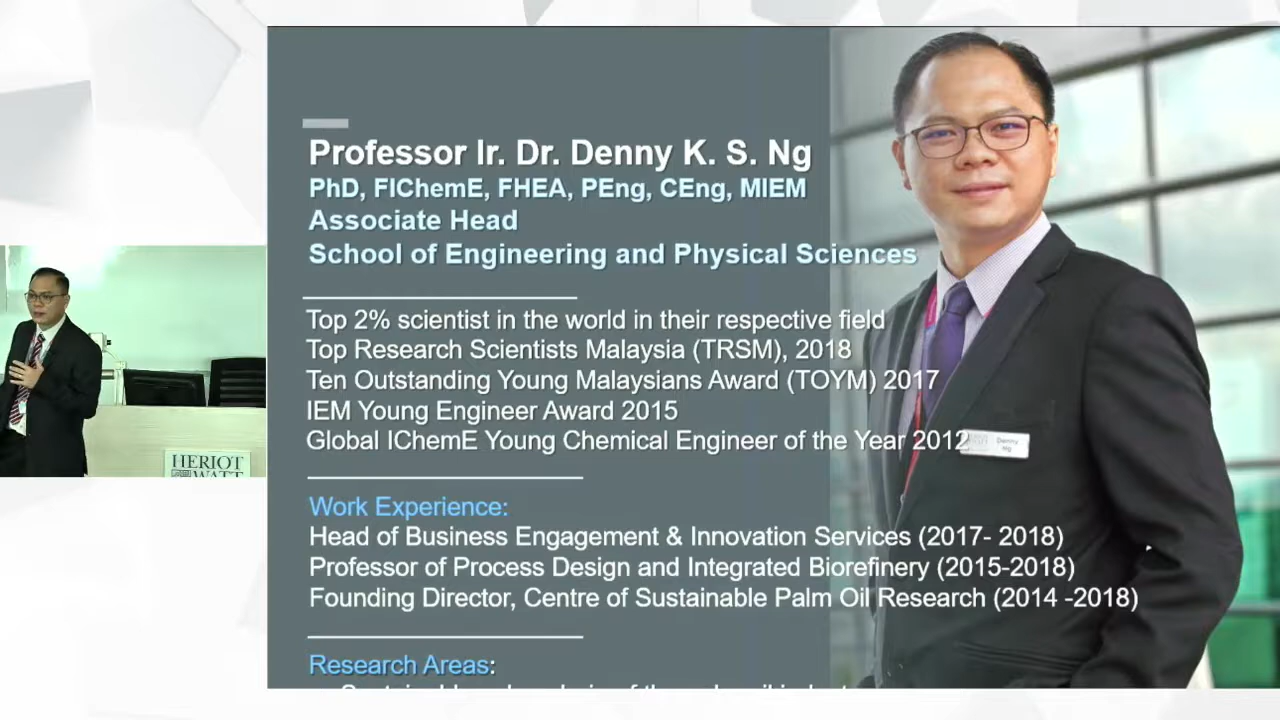 Professor Ir. Dr. Denny K. S. Ng
PhD, FIChemE, FHEA, PEng, CEng, MIEM
Associate Head
School of Engineering and Physical Sciences
Top 2% scientist in the world in their respective field
Top Research Scientists Malaysia (TRSM), 2018
Ten Outstanding Young Malaysians Award (TOYM) 2017
IEM Young Engineer Award 2015
Global IChemE Young Chemical Engineer of the Year 2012
Denny
Ng
Work Experience:
Head of Business Engagement & Innovation Services (2017- 2018)
Professor of Process Design and Integrated Biorefinery (2015-2018)
Founding Director, Centre of Sustainable Palm Oil Research (2014 -2018)
Research Areas:
HERIOT
WATT